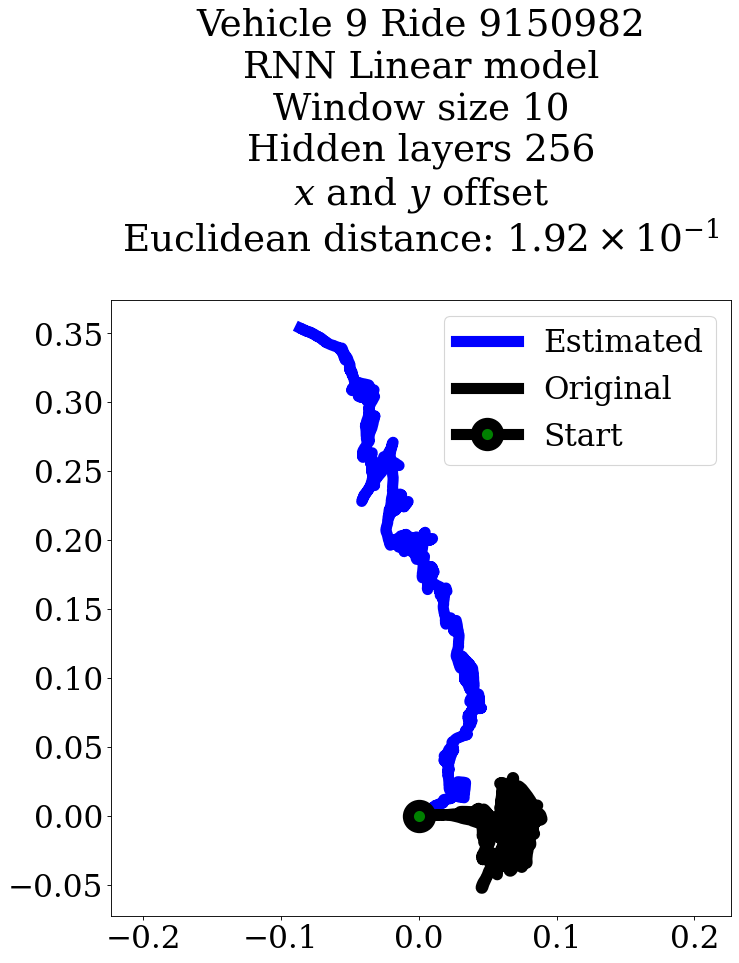 Vehicle 9 Ride 9150982
RNN Linear model
Window size 10
Hidden layers 256
x and y offset
Euclidean distance: 1.92 × 10⁻¹
Estimated
Original
Start
0.35
0.30
0.25
0.20
0.15
0.10
0.05
0.00
−0.05
−0.2 −0.1 0.0 0.1 0.2